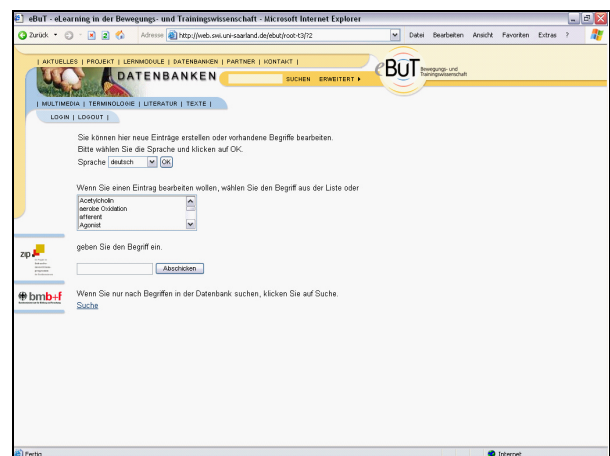 eBuT - eLearning in der Bewegungs- und Trainingswissenschaft - Microsoft Internet Explorer
Zurück Adresse http://web.swi.uni-saarland.de/ebut/root-t3/?2 Datei Bearbeiten Ansicht Favoriten Extras ?
| AKTUELLES | PROJEKT | LERNMODULE | DATENBANKEN | PARTNER | KONTAKT |
DATENBANKEN SUCHEN ERWEITERT
eBUT Bewegungs- und
Trainingswissenschaft
| MULTIMEDIA | TERMINOLOGIE | LITERATUR | TEXTE |
LOGIN | LOGOUT |
Sie können hier neue Einträge erstellen oder vorhandene Begriffe bearbeiten.
Bitte wählen Sie die Sprache und klicken auf OK.
Sprache deutsch OK
Wenn Sie einen Eintrag bearbeiten wollen, wählen Sie den Begriff aus der Liste oder
Acetylcholin
aerobe Oxidation
afferent
Agonist
geben Sie den Begriff ein.
Abschicken
zip
bmb+f
Wenn Sie nur nach Begriffen in der Datenbank suchen, klicken Sie auf Suche.
Suche
Fertig Internet